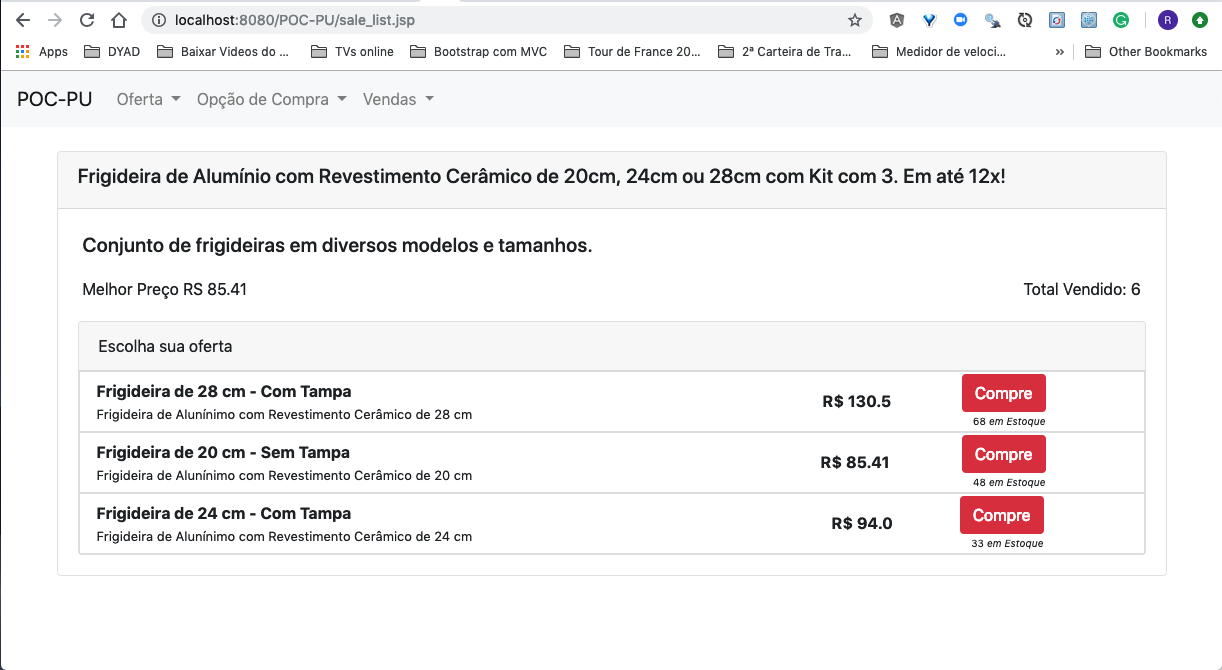 localhost:8080/POC-PU/sale_list.jsp
Apps DYAD Baixar Videos do ... TVs online Bootstrap com MVC Tour de France 20... 2ª Carteira de Tra... Medidor de veloci... » Other Bookmarks
POC-PU Oferta Opção de Compra Vendas
Frigideira de Alumínio com Revestimento Cerâmico de 20cm, 24cm ou 28cm com Kit com 3. Em até 12x!
Conjunto de frigideiras em diversos modelos e tamanhos.
Melhor Preço RS 85.41 Total Vendido: 6
Escolha sua oferta
Frigideira de 28 cm - Com Tampa
Frigideira de Alunínimo com Revestimento Cerâmico de 28 cm
R$ 130.5
Compre
68 em Estoque
Frigideira de 20 cm - Sem Tampa
Frigideira de Alunínimo com Revestimento Cerâmico de 20 cm
R$ 85.41
Compre
48 em Estoque
Frigideira de 24 cm - Com Tampa
Frigideira de Alunínimo com Revestimento Cerâmico de 24 cm
R$ 94.0
Compre
33 em Estoque